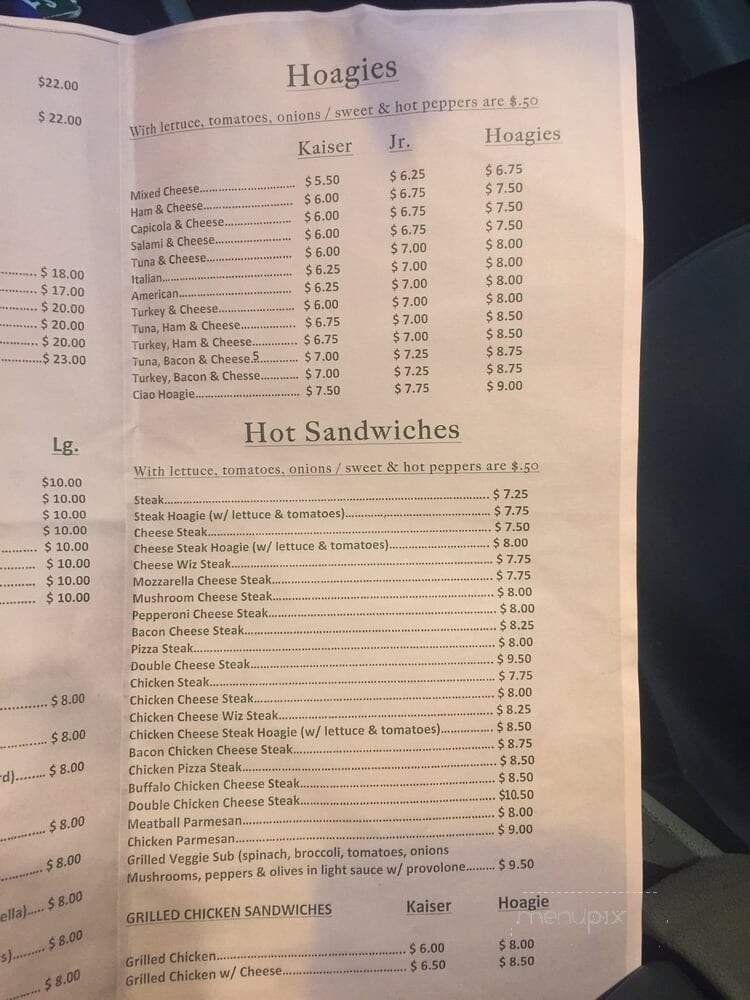 $22.00
$ 22.00
........... $ 18.00
........... $ 17.00
........... $ 20.00
........... $ 20.00
........... $ 20.00
............$ 23.00
Lg.
$10.00
$ 10.00
$ 10.00
$ 10.00
.......... $ 10.00
.......... $ 10.00
.......... $ 10.00
.......... $ 10.00
............ $ 8.00
............ $ 8.00
rd)........ $ 8.00
............ $ 8.00
............ $ 8.00
ella)..... $ 8.00
s)......... $ 8.00
........... $ 8.00
Hoagies
With lettuce, tomatoes, onions / sweet & hot peppers are $.50
Kaiser Jr. Hoagies
Mixed Cheese............................ $ 5.50 $ 6.25 $ 6.75
Ham & Cheese........................... $ 6.00 $ 6.75 $ 7.50
Capicola & Cheese..................... $ 6.00 $ 6.75 $ 7.50
Salami & Cheese........................ $ 6.00 $ 6.75 $ 7.50
Tuna & Cheese........................... $ 6.00 $ 7.00 $ 8.00
Italian........................................ $ 6.25 $ 7.00 $ 8.00
American................................... $ 6.25 $ 7.00 $ 8.00
Turkey & Cheese........................ $ 6.00 $ 7.00 $ 8.00
Tuna, Ham & Cheese................. $ 6.75 $ 7.00 $ 8.50
Turkey, Ham & Cheese.............. $ 6.75 $ 7.00 $ 8.50
Tuna, Bacon & Cheese.5............ $ 7.00 $ 7.25 $ 8.75
Turkey, Bacon & Chesse............ $ 7.00 $ 7.25 $ 8.75
Ciao Hoagie................................. $ 7.50 $ 7.75 $ 9.00
Hot Sandwiches
With lettuce, tomatoes, onions / sweet & hot peppers are $.50
Steak.................................................................... $ 7.25
Steak Hoagie (w/ lettuce & tomatoes)............................... $ 7.75
Cheese Steak............................................................ $ 7.50
Cheese Steak Hoagie (w/ lettuce & tomatoes)...................... $ 8.00
Cheese Wiz Steak....................................................... $ 7.75
Mozzarella Cheese Steak............................................... $ 7.75
Mushroom Cheese Steak................................................ $ 8.00
Pepperoni Cheese Steak................................................ $ 8.00
Bacon Cheese Steak.................................................... $ 8.25
Pizza Steak............................................................. $ 8.00
Double Cheese Steak................................................... $ 9.50
Chicken Steak.......................................................... $ 7.75
Chicken Cheese Steak.................................................. $ 8.00
Chicken Cheese Wiz Steak.............................................. $ 8.25
Chicken Cheese Steak Hoagie (w/ lettuce & tomatoes)............. $ 8.50
Bacon Chicken Cheese Steak........................................... $ 8.75
Chicken Pizza Steak.................................................... $ 8.50
Buffalo Chicken Cheese Steak.......................................... $ 8.50
Double Chicken Cheese Steak........................................... $10.50
Meatball Parmesan...................................................... $ 8.00
Chicken Parmesan....................................................... $ 9.00
Grilled Veggie Sub (spinach, broccoli, tomatoes, onions
Mushrooms, peppers & olives in light sauce w/ provolone......... $ 9.50
GRILLED CHICKEN SANDWICHES Kaiser Hoagie
Grilled Chicken.................................................... $ 6.00 $ 8.00
Grilled Chicken w/ Cheese....................................... $ 6.50 $ 8.50
menupix